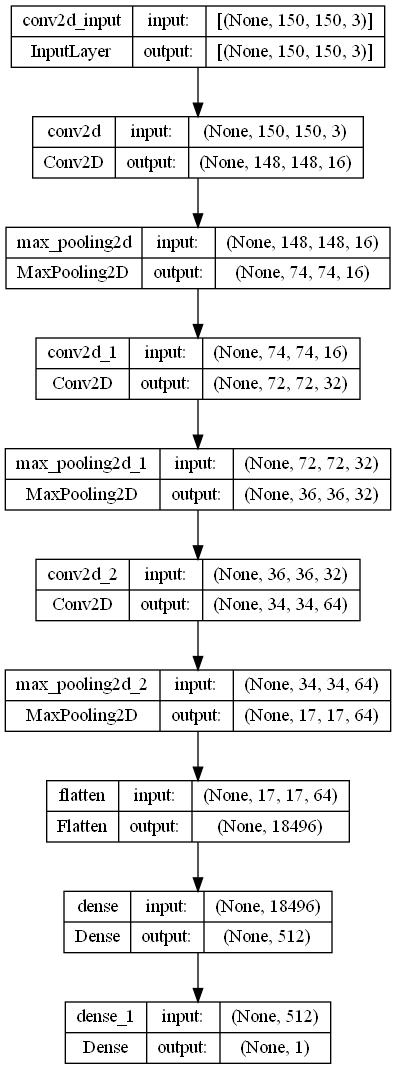 conv2d_input input: [(None, 150, 150, 3)]
InputLayer output: [(None, 150, 150, 3)]
conv2d input: (None, 150, 150, 3)
Conv2D output: (None, 148, 148, 16)
max_pooling2d input: (None, 148, 148, 16)
MaxPooling2D output: (None, 74, 74, 16)
conv2d_1 input: (None, 74, 74, 16)
Conv2D output: (None, 72, 72, 32)
max_pooling2d_1 input: (None, 72, 72, 32)
MaxPooling2D output: (None, 36, 36, 32)
conv2d_2 input: (None, 36, 36, 32)
Conv2D output: (None, 34, 34, 64)
max_pooling2d_2 input: (None, 34, 34, 64)
MaxPooling2D output: (None, 17, 17, 64)
flatten input: (None, 17, 17, 64)
Flatten output: (None, 18496)
dense input: (None, 18496)
Dense output: (None, 512)
dense_1 input: (None, 512)
Dense output: (None, 1)